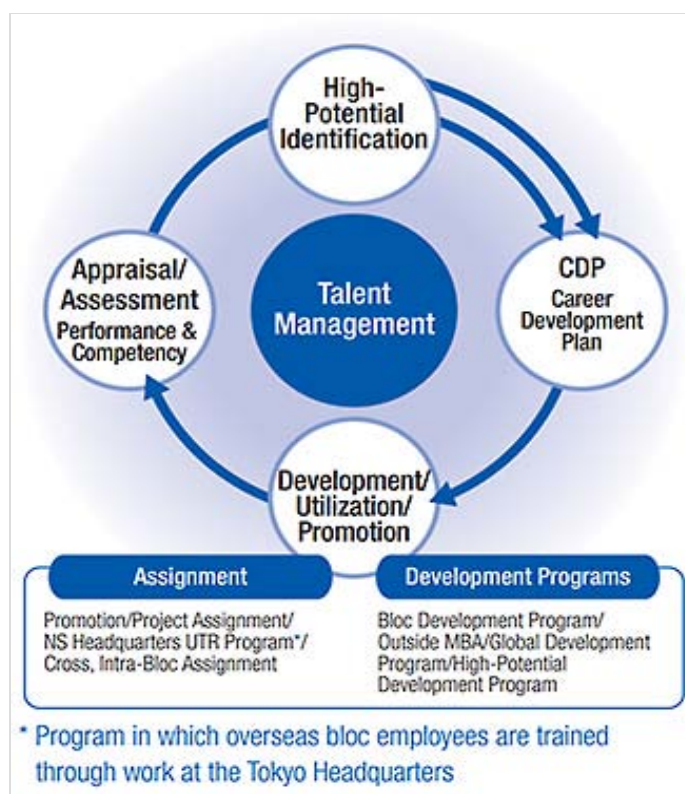 High-
Potential
Identification
Appraisal/
Assessment
Performance &
Competency
Talent
Management
CDP
Career
Development
Plan
Development/
Utilization/
Promotion
Assignment
Promotion/Project Assignment/
NS Headquarters UTR Program*/
Cross, Intra-Bloc Assignment
Development Programs
Bloc Development Program/
Outside MBA/Global Development
Program/High-Potential
Development Program
* Program in which overseas bloc employees are trained
through work at the Tokyo Headquarters